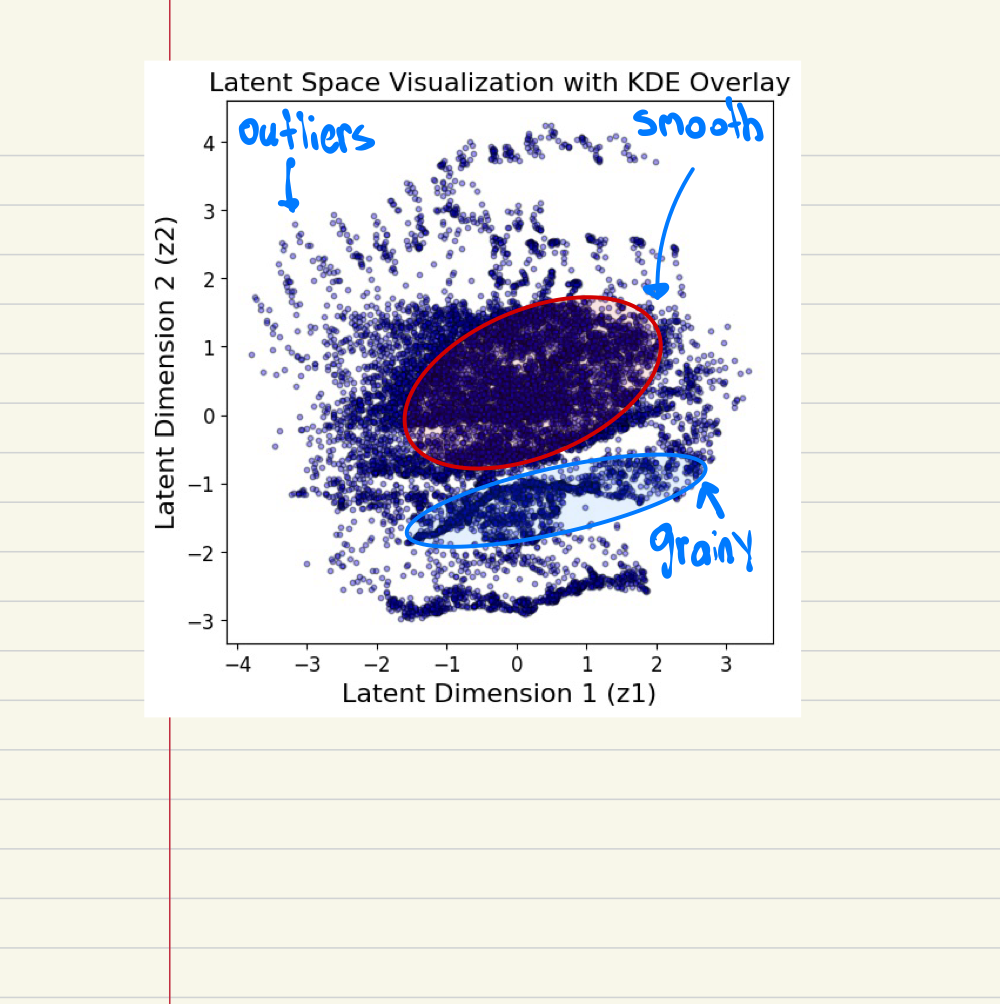 Latent Space Visualization with KDE Overlay
outliers
smooth
grainy
Latent Dimension 2 (z2)
4
3
2
1
0
−1
−2
−3
−4
−3
−2
−1
0
1
2
3
Latent Dimension 1 (z1)